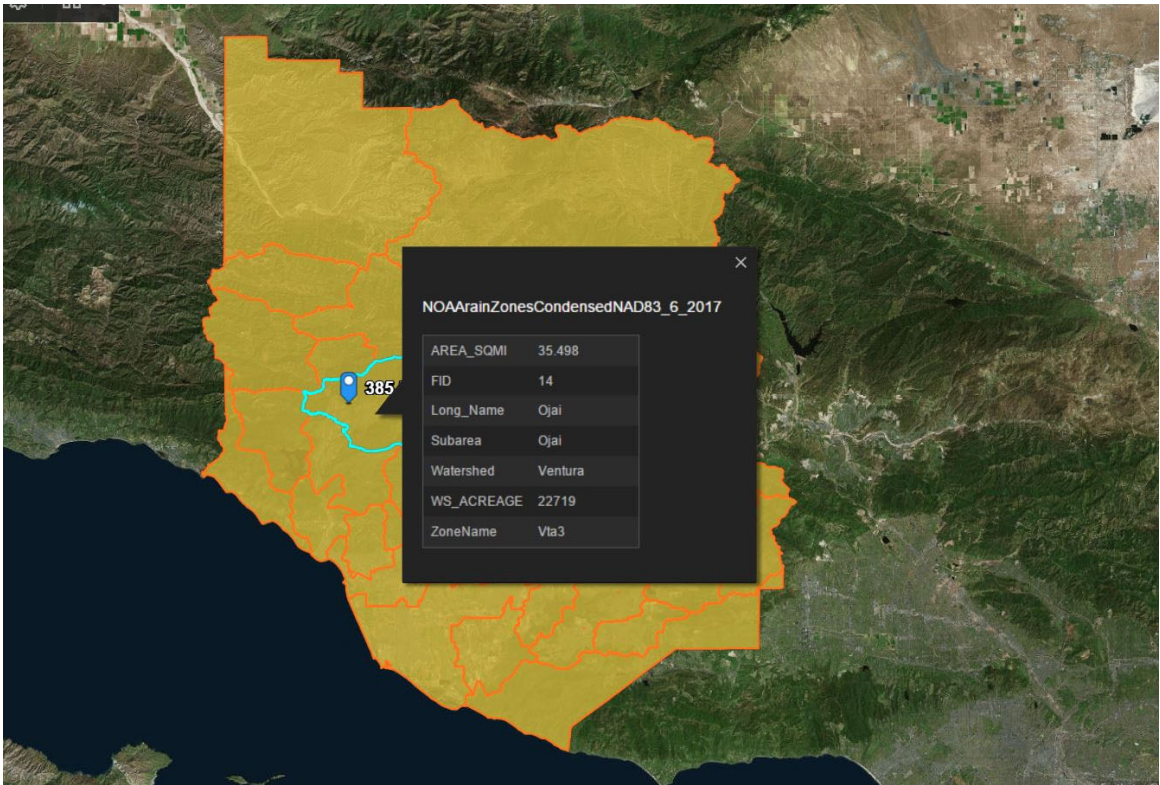 385
NOAArainZonesCondensedNAD83_6_2017
AREA_SQMI 35.498
FID 14
Long_Name Ojai
Subarea Ojai
Watershed Ventura
WS_ACREAGE 22719
ZoneName Vta3